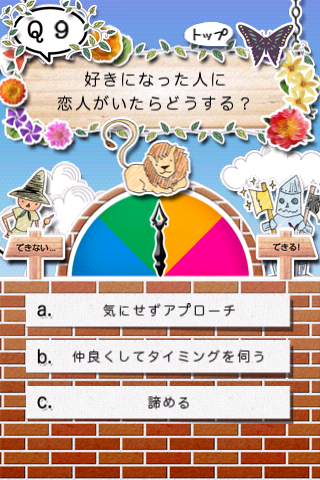 Q 9
トップ
好きになった人に
恋人がいたらどうする？
できない...
できる!
a. 気にせずアプローチ
b. 仲良くしてタイミングを伺う
c. 諦める